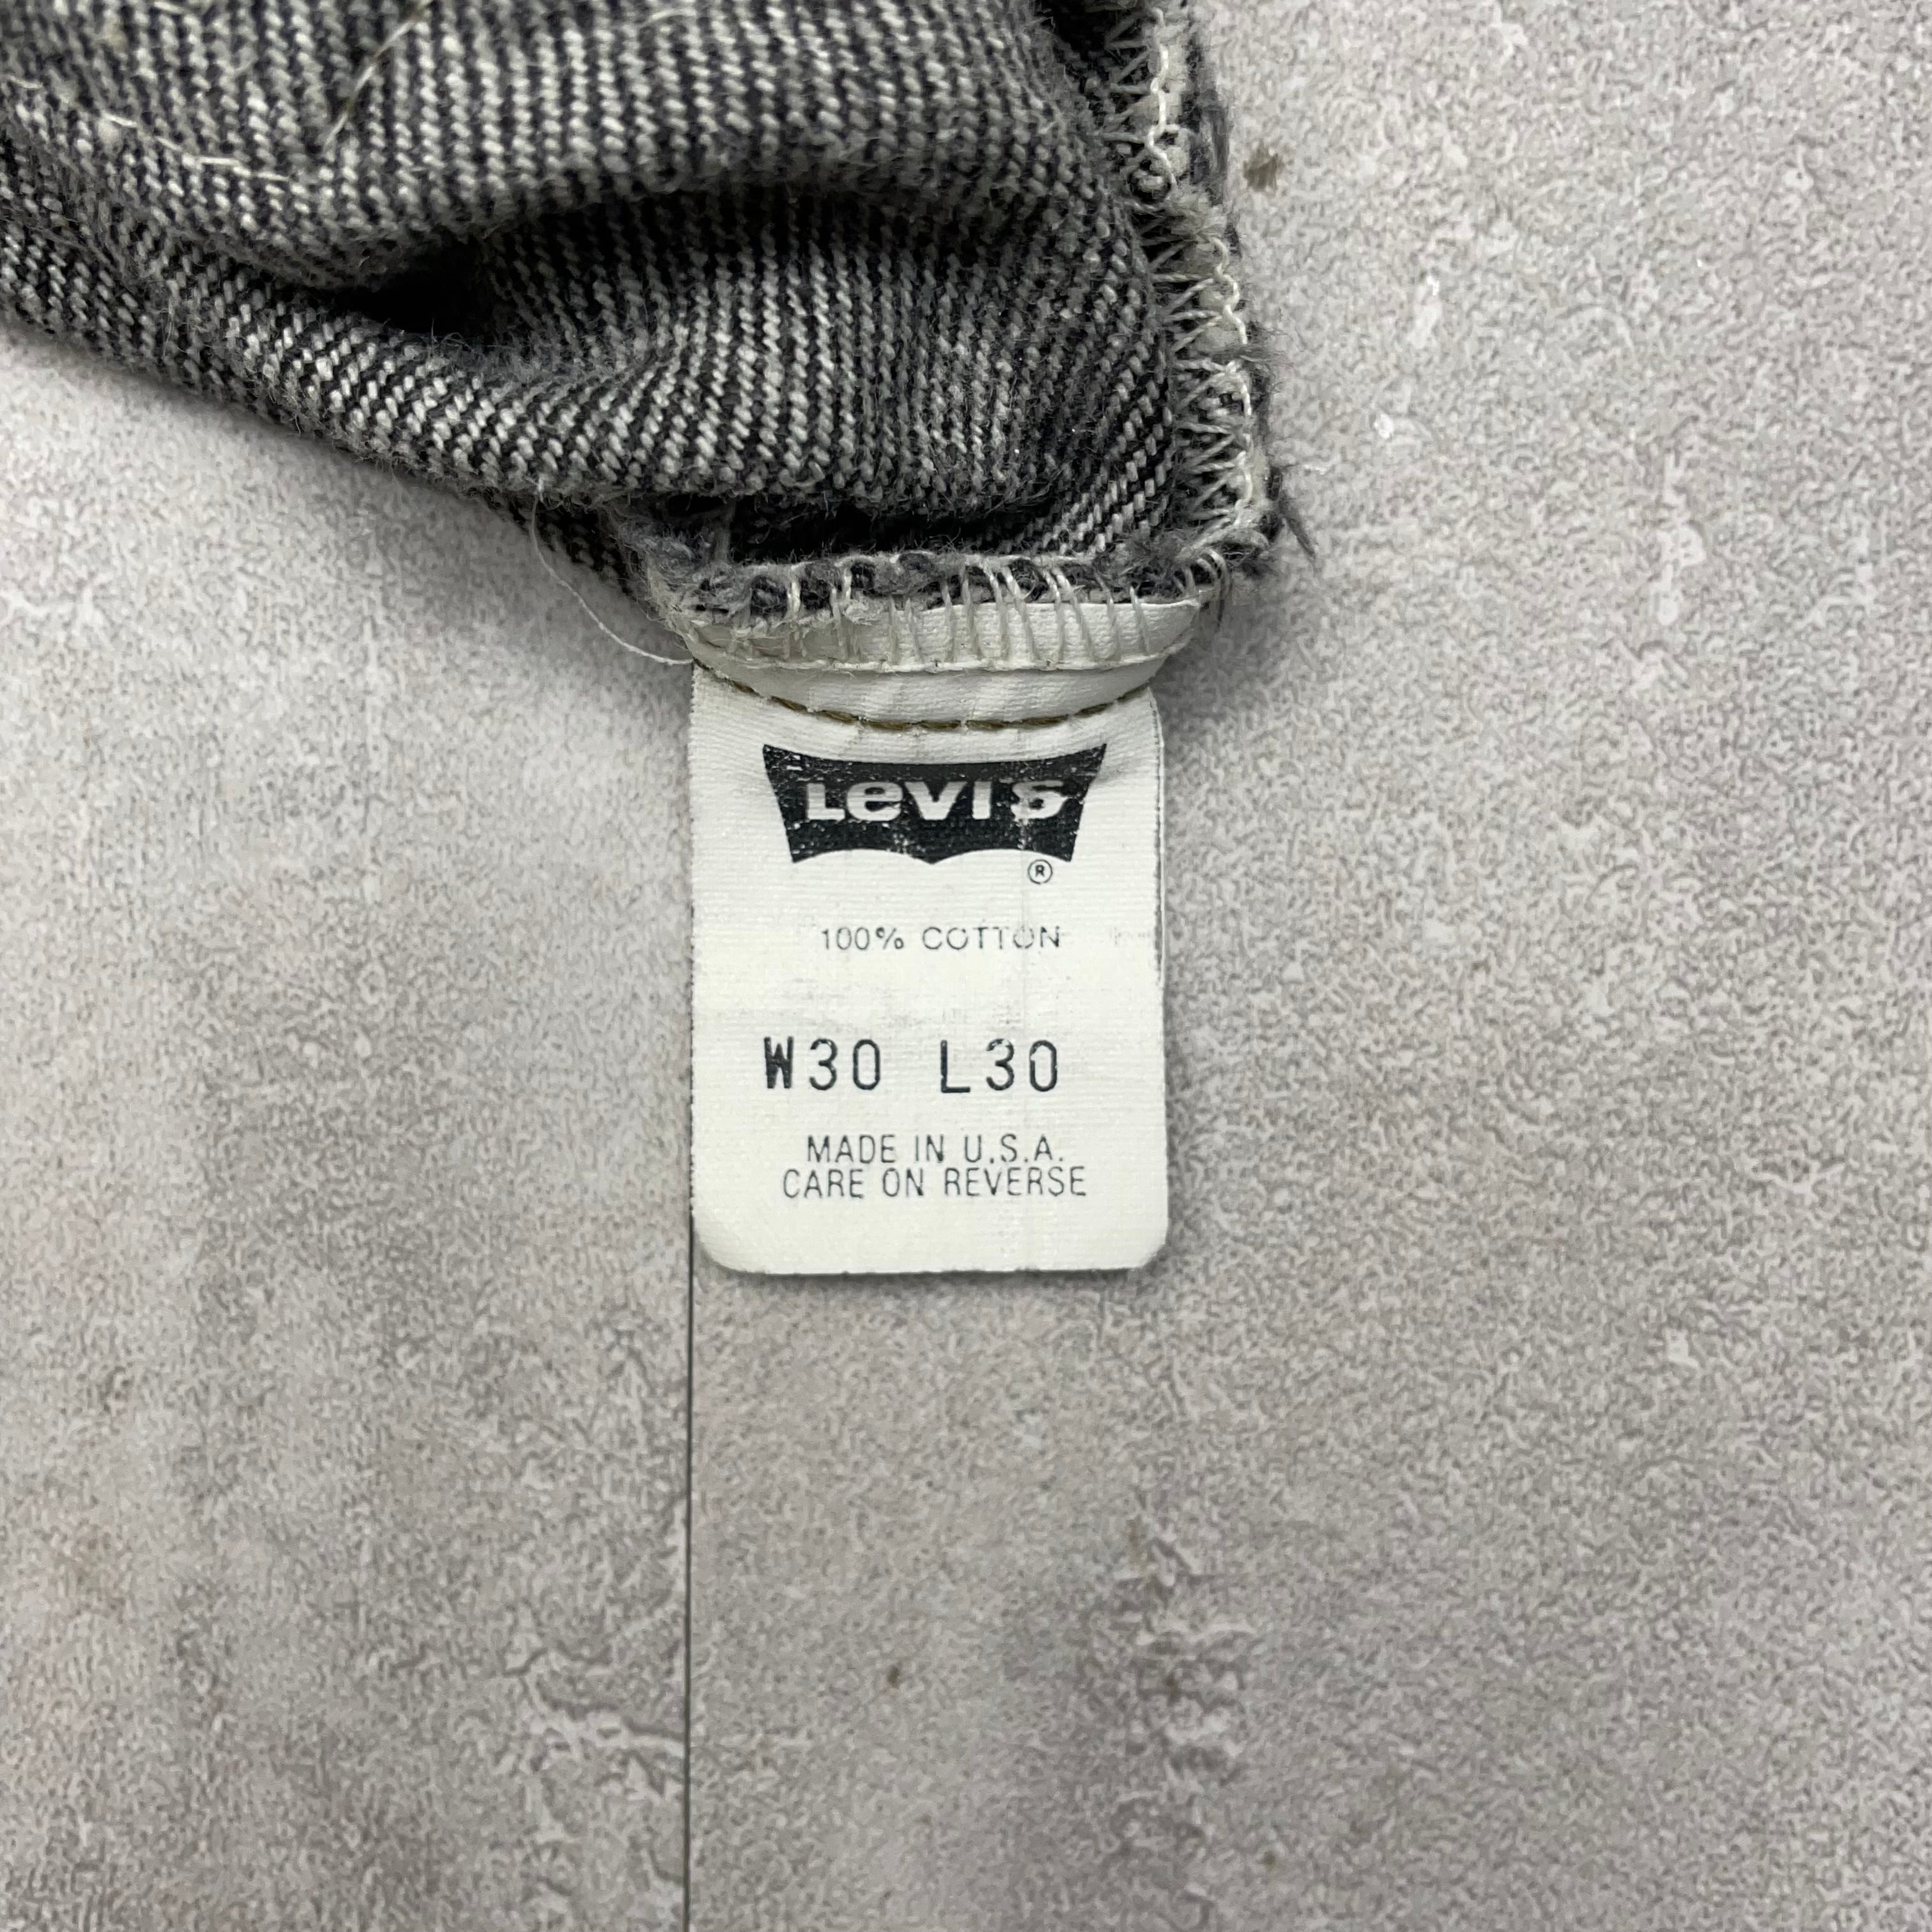 LEVI'S
®
100% COTTON
W30 L30
MADE IN U.S.A.
CARE ON REVERSE